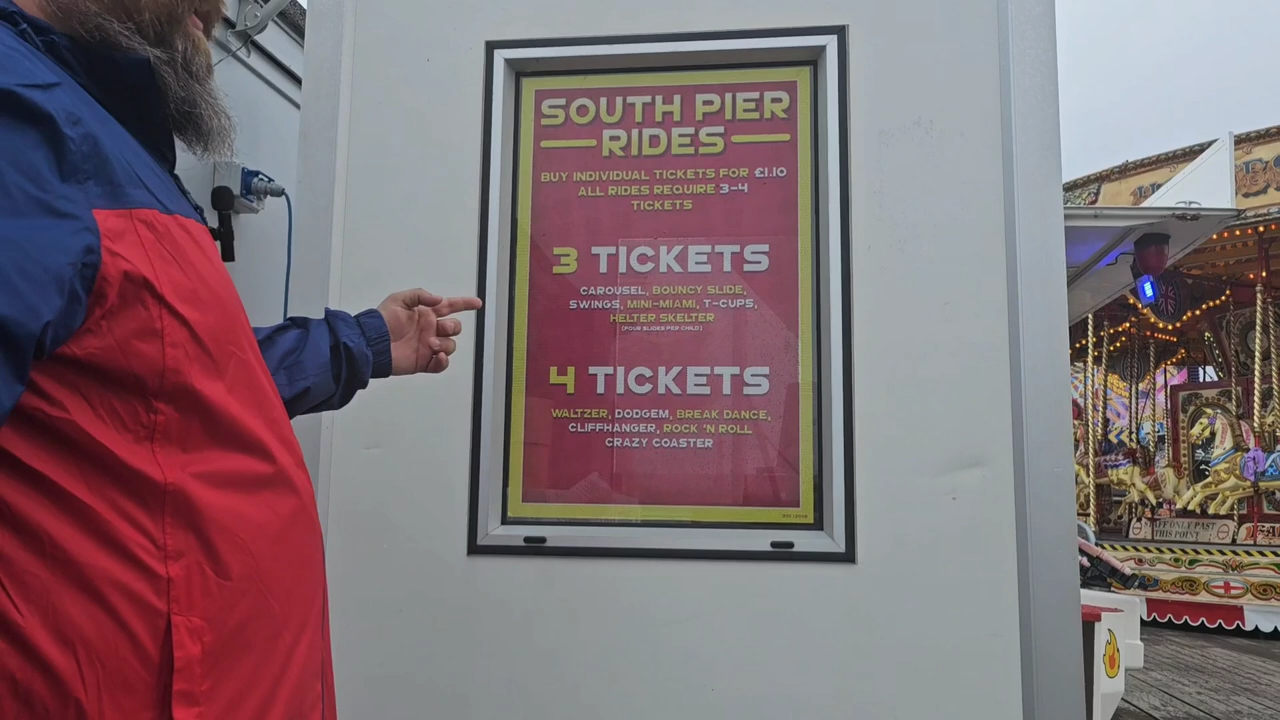 SOUTH PIER
RIDES
BUY INDIVIDUAL TICKETS FOR £1.10
ALL RIDES REQUIRE 3-4
TICKETS
3 TICKETS
CAROUSEL, BOUNCY SLIDE,
SWINGS, MINI-MIAMI, T-CUPS,
HELTER SKELTER
(FOUR SLIDES PER CHILD)
4 TICKETS
WALTZER, DODGEM, BREAK DANCE,
CLIFFHANGER, ROCK 'N ROLL
CRAZY COASTER
STAFF ONLY PAST
THIS POINT